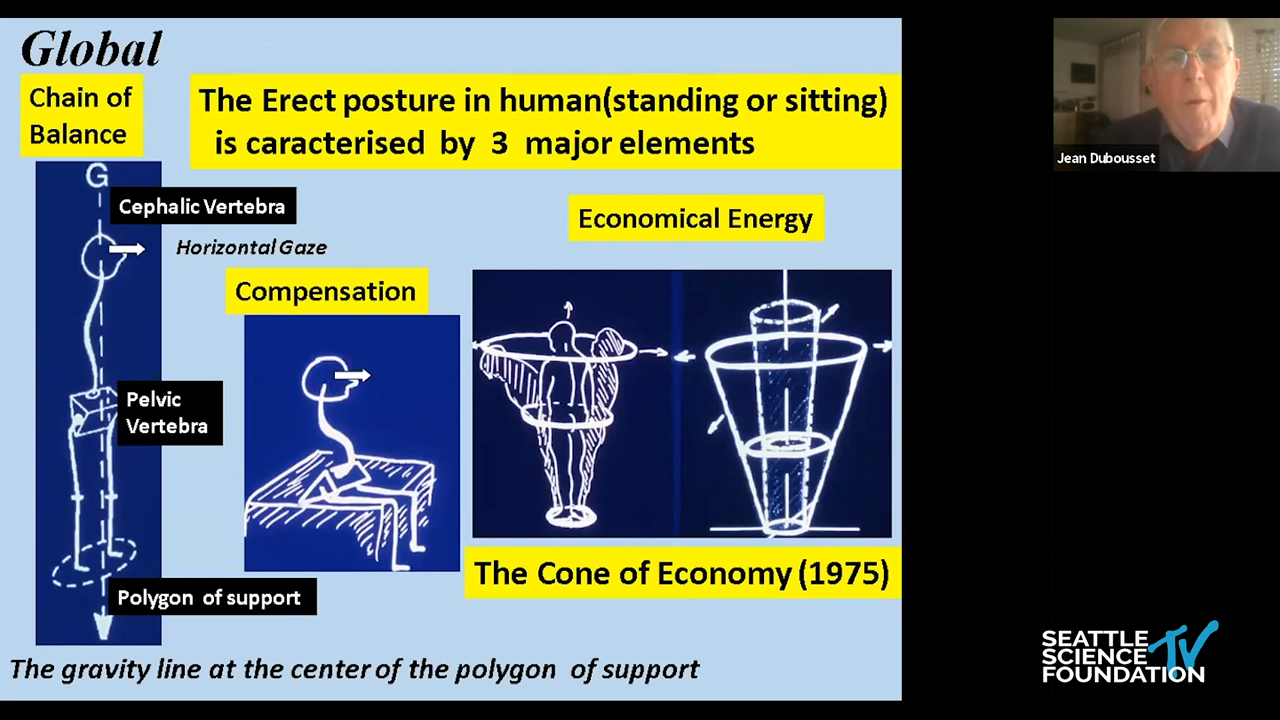 Global
Chain of
Balance
The Erect posture in human(standing or sitting)
is caracterised by 3 major elements
G
Cephalic Vertebra
Horizontal Gaze
Economical Energy
Compensation
Pelvic
Vertebra
The Cone of Economy (1975)
Polygon of support
The gravity line at the center of the polygon of support
Jean Dubousset
SEATTLE
SCIENCE
FOUNDATION
TV